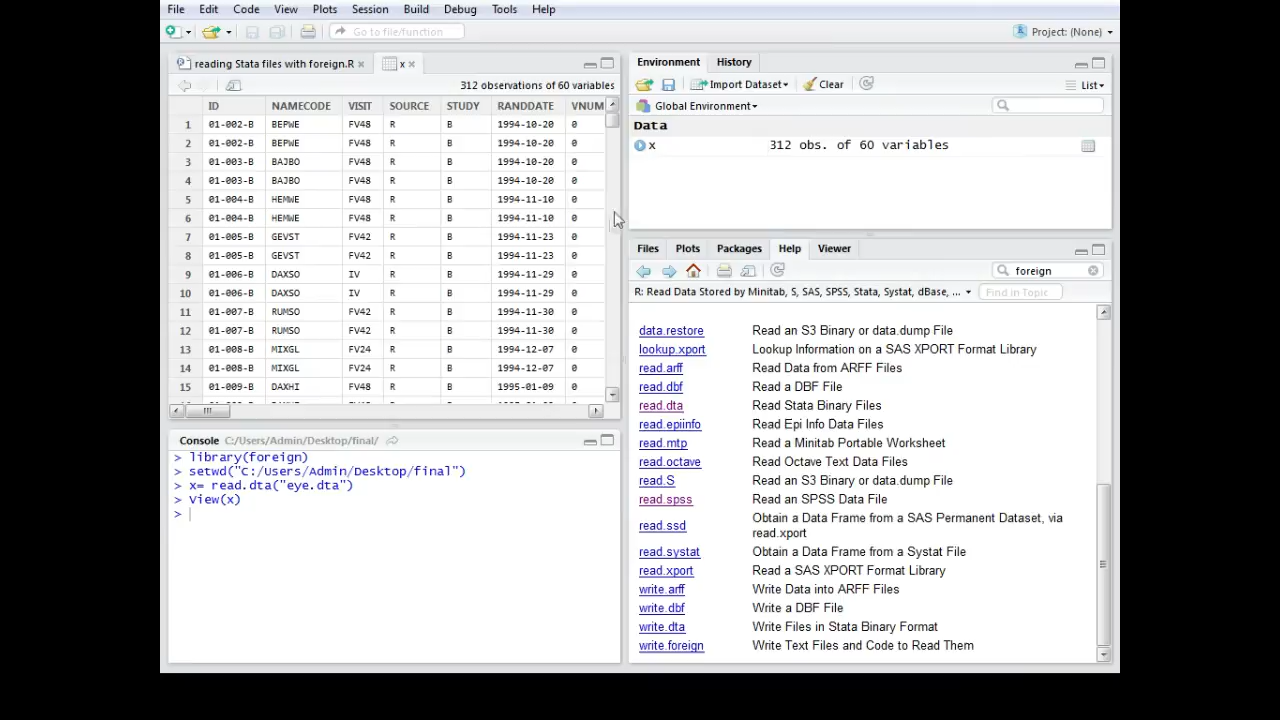 File Edit Code View Plots Session Build Debug Tools Help
Go to file/function
Project: (None)
reading Stata files with foreign.R
x
312 observations of 60 variables
ID NAMECODE VISIT SOURCE STUDY RANDDATE VNUM
1 01-002-B BEPWE FV48 R B 1994-10-20 0
2 01-002-B BEPWE FV48 R B 1994-10-20 0
3 01-003-B BAJBO FV48 R B 1994-10-20 0
4 01-003-B BAJBO FV48 R B 1994-10-20 0
5 01-004-B HEMWE FV48 R B 1994-11-10 0
6 01-004-B HEMWE FV48 R B 1994-11-10 0
7 01-005-B GEVST FV42 R B 1994-11-23 0
8 01-005-B GEVST FV42 R B 1994-11-23 0
9 01-006-B DAXSO IV R B 1994-11-29 0
10 01-006-B DAXSO IV R B 1994-11-29 0
11 01-007-B RUMSO FV42 R B 1994-11-30 0
12 01-007-B RUMSO FV42 R B 1994-11-30 0
13 01-008-B MIXGL FV24 R B 1994-12-07 0
14 01-008-B MIXGL FV24 R B 1994-12-07 0
15 01-009-B DAXHI FV48 R B 1995-01-09 0
Console C:/Users/Admin/Desktop/final/
> library(foreign)
> setwd("C:/Users/Admin/Desktop/final")
> x= read.dta("eye.dta")
> View(x)
>
Environment History
Import Dataset Clear List
Global Environment
Data
x 312 obs. of 60 variables
Files Plots Packages Help Viewer
foreign
R: Read Data Stored by Minitab, S, SAS, SPSS, Stata, Systat, dBase, ... Find in Topic
data.restore Read an S3 Binary or data.dump File
lookup.xport Lookup Information on a SAS XPORT Format Library
read.arff Read Data from ARFF Files
read.dbf Read a DBF File
read.dta Read Stata Binary Files
read.epiinfo Read Epi Info Data Files
read.mtp Read a Minitab Portable Worksheet
read.octave Read Octave Text Data Files
read.S Read an S3 Binary or data.dump File
read.spss Read an SPSS Data File
read.ssd Obtain a Data Frame from a SAS Permanent Dataset, via
read.xport
read.systat Obtain a Data Frame from a Systat File
read.xport Read a SAS XPORT Format Library
write.arff Write Data into ARFF Files
write.dbf Write a DBF File
write.dta Write Files in Stata Binary Format
write.foreign Write Text Files and Code to Read Them